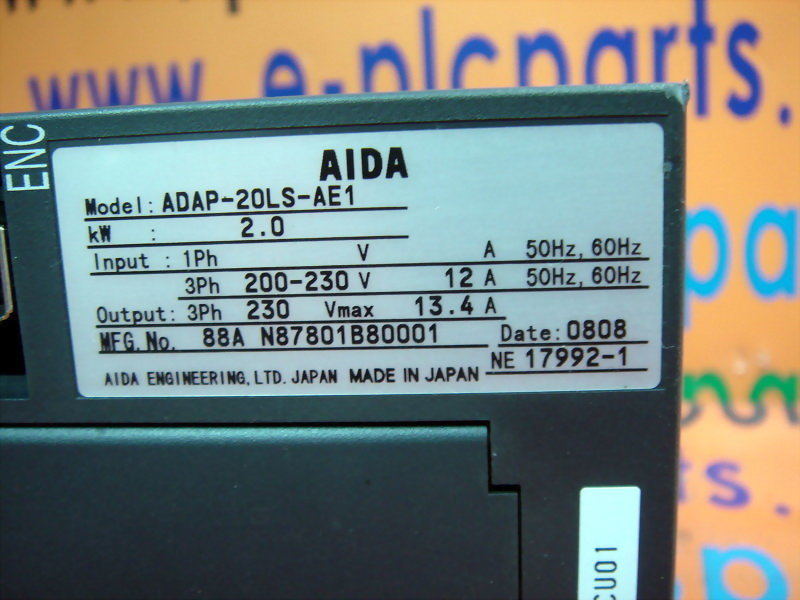 www.e-plcparts.
ENC
AIDA
Model: ADAP-20LS-AE1
kW : 2.0
Input : 1Ph V A 50Hz, 60Hz
3Ph 200-230 V 12 A 50Hz, 60Hz
Output: 3Ph 230 Vmax 13.4 A
MFG. No. 88A N87801B80001 Date: 0808
NE 17992-1
AIDA ENGINEERING, LTD. JAPAN MADE IN JAPAN
CU01